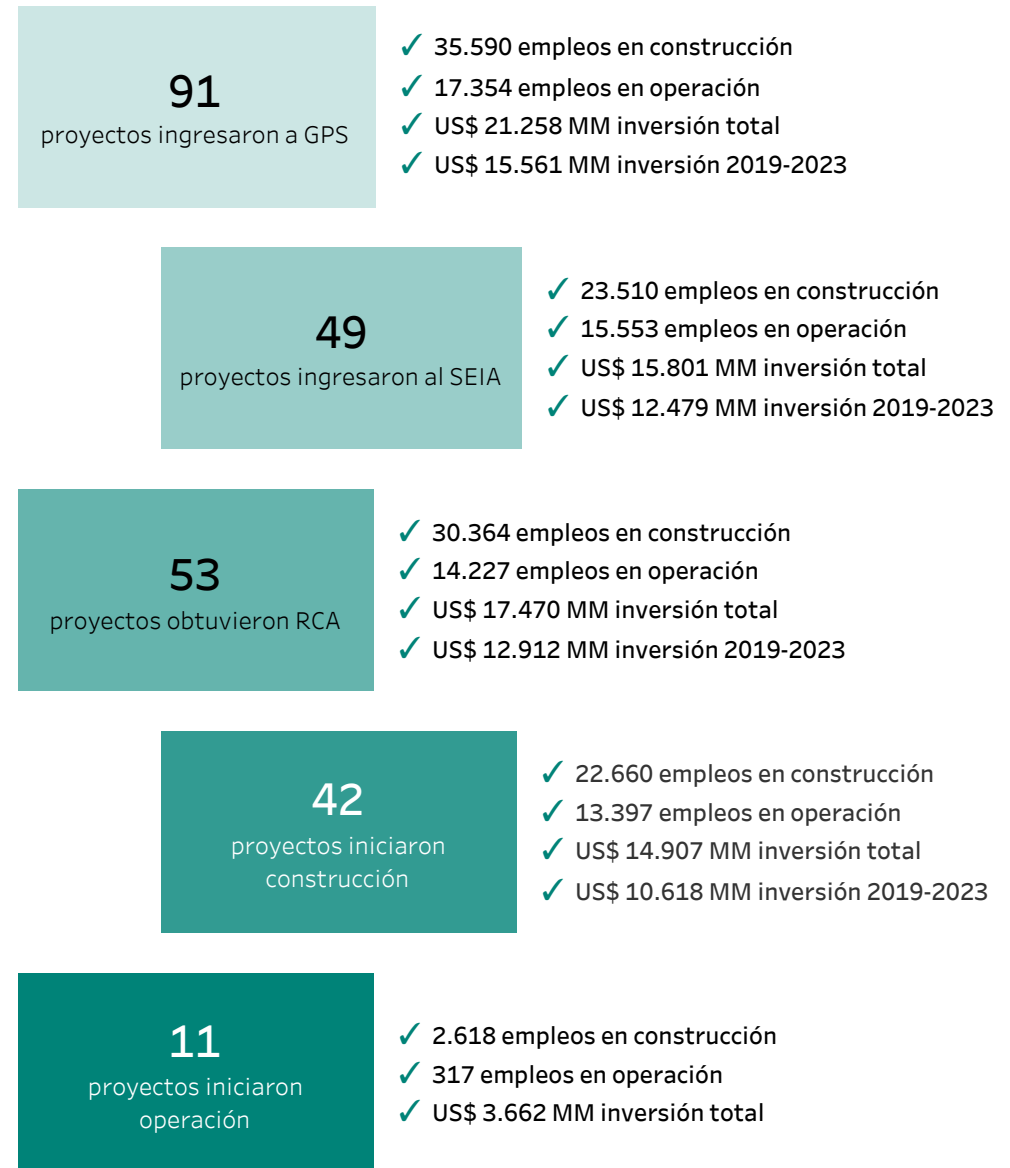 91
proyectos ingresaron a GPS
✓ 35.590 empleos en construcción
✓ 17.354 empleos en operación
✓ US$ 21.258 MM inversión total
✓ US$ 15.561 MM inversión 2019-2023
49
proyectos ingresaron al SEIA
✓ 23.510 empleos en construcción
✓ 15.553 empleos en operación
✓ US$ 15.801 MM inversión total
✓ US$ 12.479 MM inversión 2019-2023
53
proyectos obtuvieron RCA
✓ 30.364 empleos en construcción
✓ 14.227 empleos en operación
✓ US$ 17.470 MM inversión total
✓ US$ 12.912 MM inversión 2019-2023
42
proyectos iniciaron
construcción
✓ 22.660 empleos en construcción
✓ 13.397 empleos en operación
✓ US$ 14.907 MM inversión total
✓ US$ 10.618 MM inversión 2019-2023
11
proyectos iniciaron
operación
✓ 2.618 empleos en construcción
✓ 317 empleos en operación
✓ US$ 3.662 MM inversión total